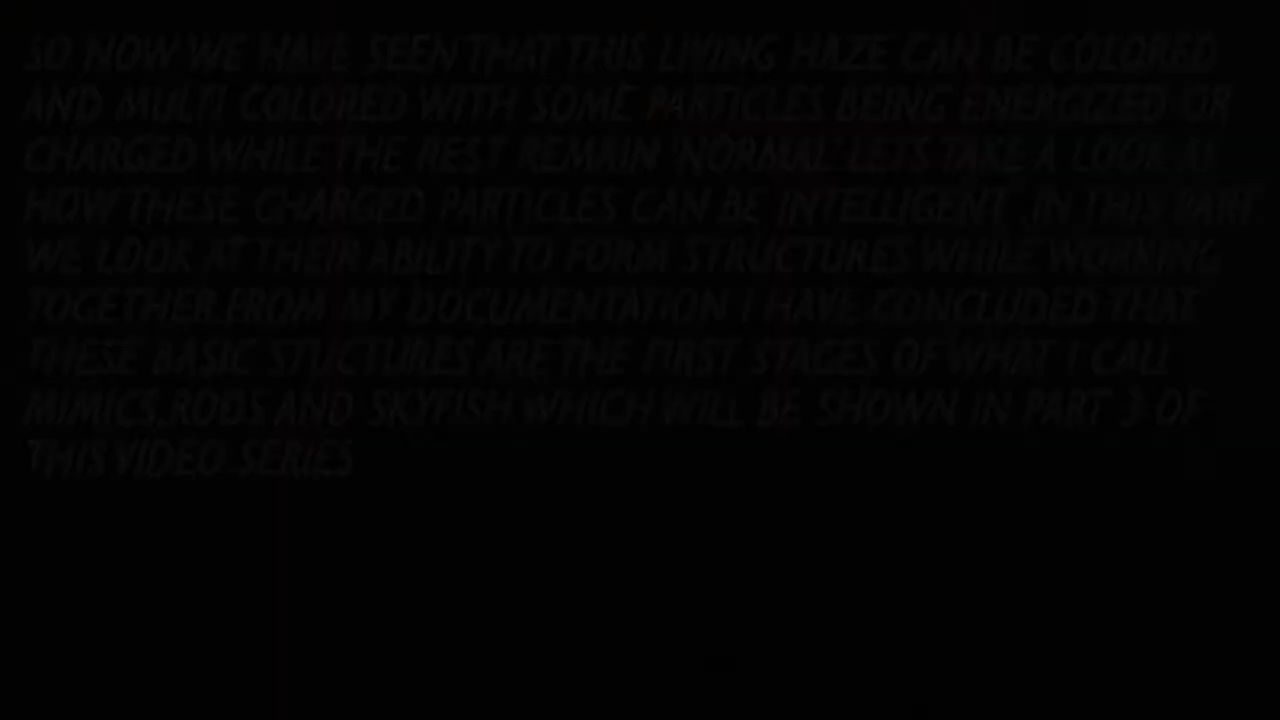 SO NOW WE HAVE SEEN THAT THIS LIVING HAZE CAN BE COLORED
AND MULTI COLORED WITH SOME PARTICLES BEING ENERGIZED OR
CHARGED WHILE THE REST REMAIN 'NORMAL' LETS TAKE A LOOK AT
HOW THESE CHARGED PARTICLES CAN BE INTELLIGENT .IN THIS PART
WE LOOK AT THEIR ABILITY TO FORM STRUCTURES WHILE WORKING
TOGETHER.FROM MY DOCUMENTATION I HAVE CONCLUDED THAT
THESE BASIC STUCTURES ARE THE FIRST STAGES OF WHAT I CALL
MIMICS,RODS AND SKYFISH WHICH WILL BE SHOWN IN PART 3 OF
THIS VIDEO SERIES